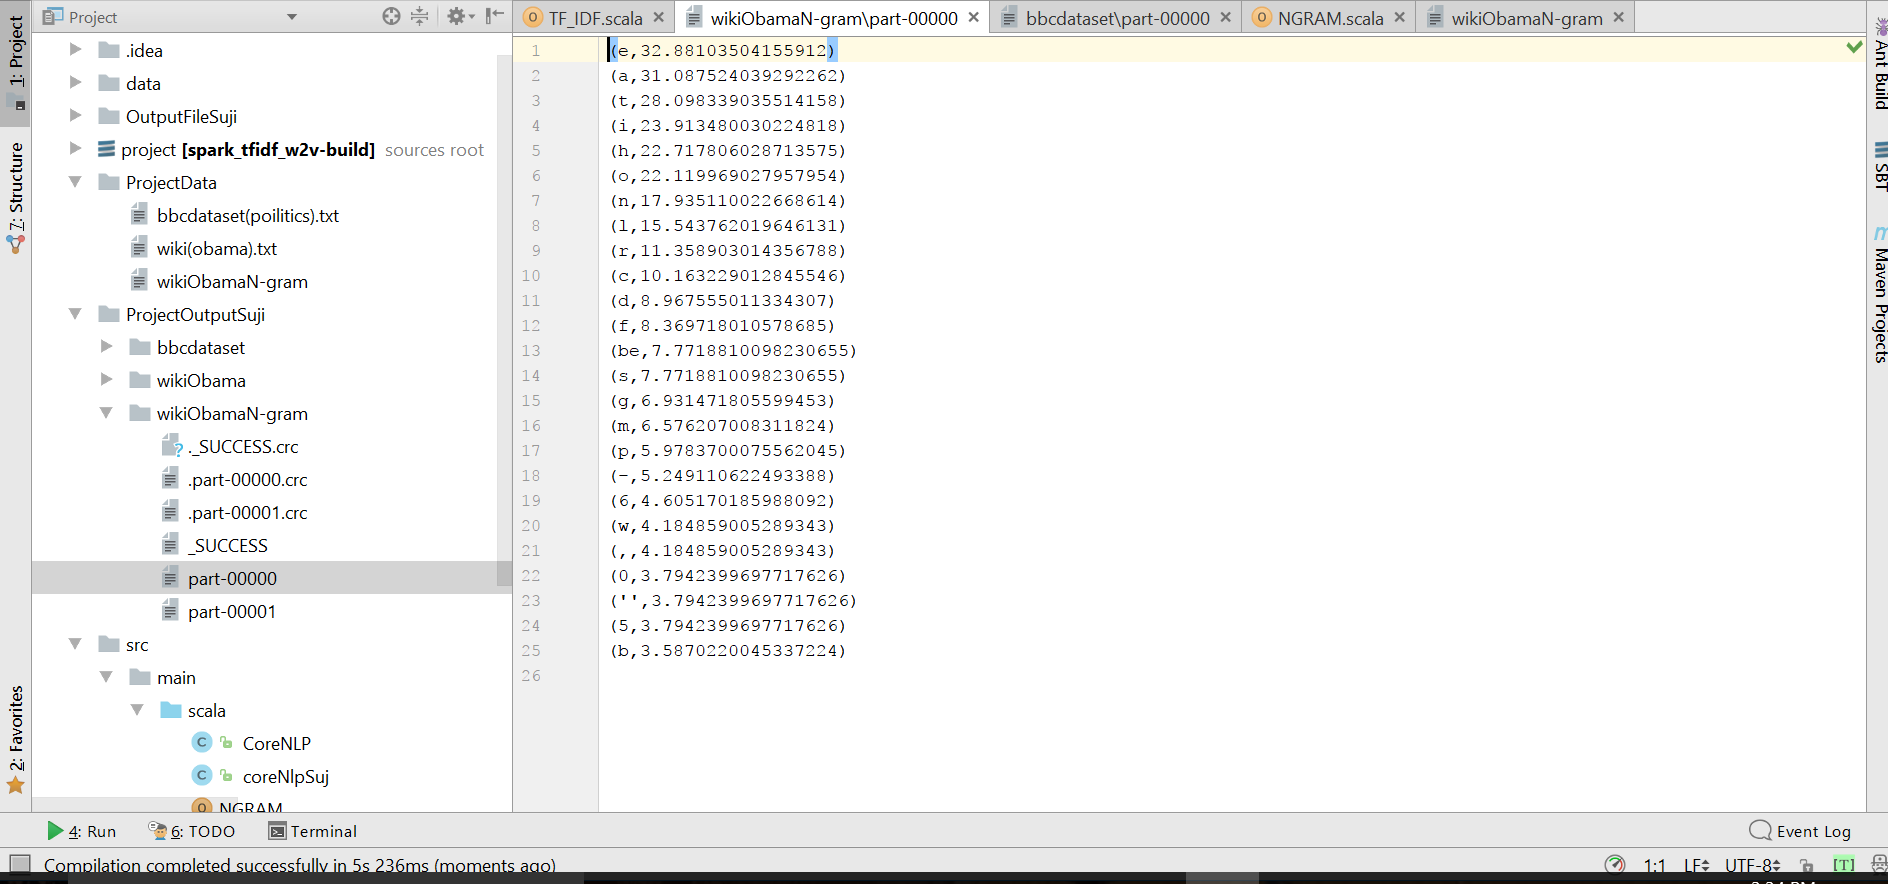 Project
TF_IDF.scala
wikiObamaN-gram\part-00000
bbcdataset\part-00000
NGRAM.scala
wikiObamaN-gram
1: Project
7: Structure
2: Favorites
.idea
data
OutputFileSuji
project [spark_tfidf_w2v-build] sources root
ProjectData
bbcdataset(poilitics).txt
wiki(obama).txt
wikiObamaN-gram
ProjectOutputSuji
bbcdataset
wikiObama
wikiObamaN-gram
._SUCCESS.crc
.part-00000.crc
.part-00001.crc
_SUCCESS
part-00000
part-00001
src
main
scala
CoreNLP
coreNlpSuj
NGRAM
1 (e,32.88103504155912)
2 (a,31.087524039292262)
3 (t,28.098339035514158)
4 (i,23.913480030224818)
5 (h,22.717806028713575)
6 (o,22.119969027957954)
7 (n,17.935110022668614)
8 (l,15.543762019646131)
9 (r,11.358903014356788)
10 (c,10.163229012845546)
11 (d,8.967555011334307)
12 (f,8.369718010578685)
13 (be,7.7718810098230655)
14 (s,7.7718810098230655)
15 (g,6.931471805599453)
16 (m,6.576207008311824)
17 (p,5.9783700075562045)
18 (-,5.249110622493388)
19 (6,4.605170185988092)
20 (w,4.184859005289343)
21 (,,4.184859005289343)
22 (0,3.7942399697717626)
23 ('',3.7942399697717626)
24 (5,3.7942399697717626)
25 (b,3.5870220045337224)
26
Ant Build
SBT
Maven Projects
4: Run
6: TODO
Terminal
Event Log
Compilation completed successfully in 5s 236ms (moments ago)
1:1
LF
UTF-8
[T]